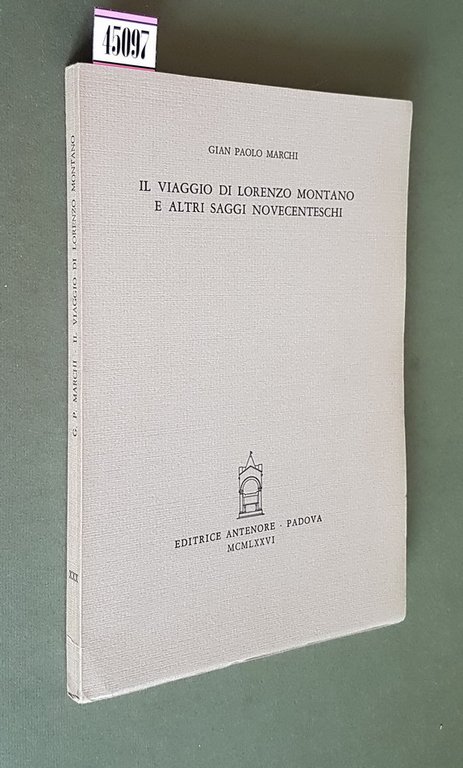 45097
GIAN PAOLO MARCHI
IL VIAGGIO DI LORENZO MONTANO
E ALTRI SAGGI NOVECENTESCHI
EDITRICE ANTENORE · PADOVA
MCMLXXVI
G. P. MARCHI · IL VIAGGIO DI LORENZO MONTANO
XXX